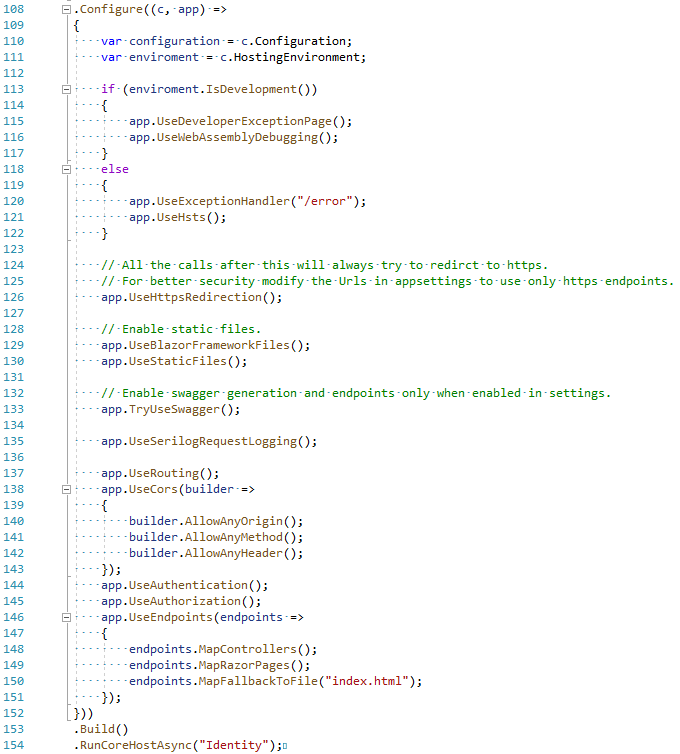 108 .Configure((c, app) =>
109 {
110 var configuration = c.Configuration;
111 var enviroment = c.HostingEnvironment;
112
113 if (enviroment.IsDevelopment())
114 {
115 app.UseDeveloperExceptionPage();
116 app.UseWebAssemblyDebugging();
117 }
118 else
119 {
120 app.UseExceptionHandler("/error");
121 app.UseHsts();
122 }
123
124 // All the calls after this will always try to redirct to https.
125 // For better security modify the Urls in appsettings to use only https endpoints.
126 app.UseHttpsRedirection();
127
128 // Enable static files.
129 app.UseBlazorFrameworkFiles();
130 app.UseStaticFiles();
131
132 // Enable swagger generation and endpoints only when enabled in settings.
133 app.TryUseSwagger();
134
135 app.UseSerilogRequestLogging();
136
137 app.UseRouting();
138 app.UseCors(builder =>
139 {
140 builder.AllowAnyOrigin();
141 builder.AllowAnyMethod();
142 builder.AllowAnyHeader();
143 });
144 app.UseAuthentication();
145 app.UseAuthorization();
146 app.UseEndpoints(endpoints =>
147 {
148 endpoints.MapControllers();
149 endpoints.MapRazorPages();
150 endpoints.MapFallbackToFile("index.html");
151 });
152 }))
153 .Build()
154 .RunCoreHostAsync("Identity");